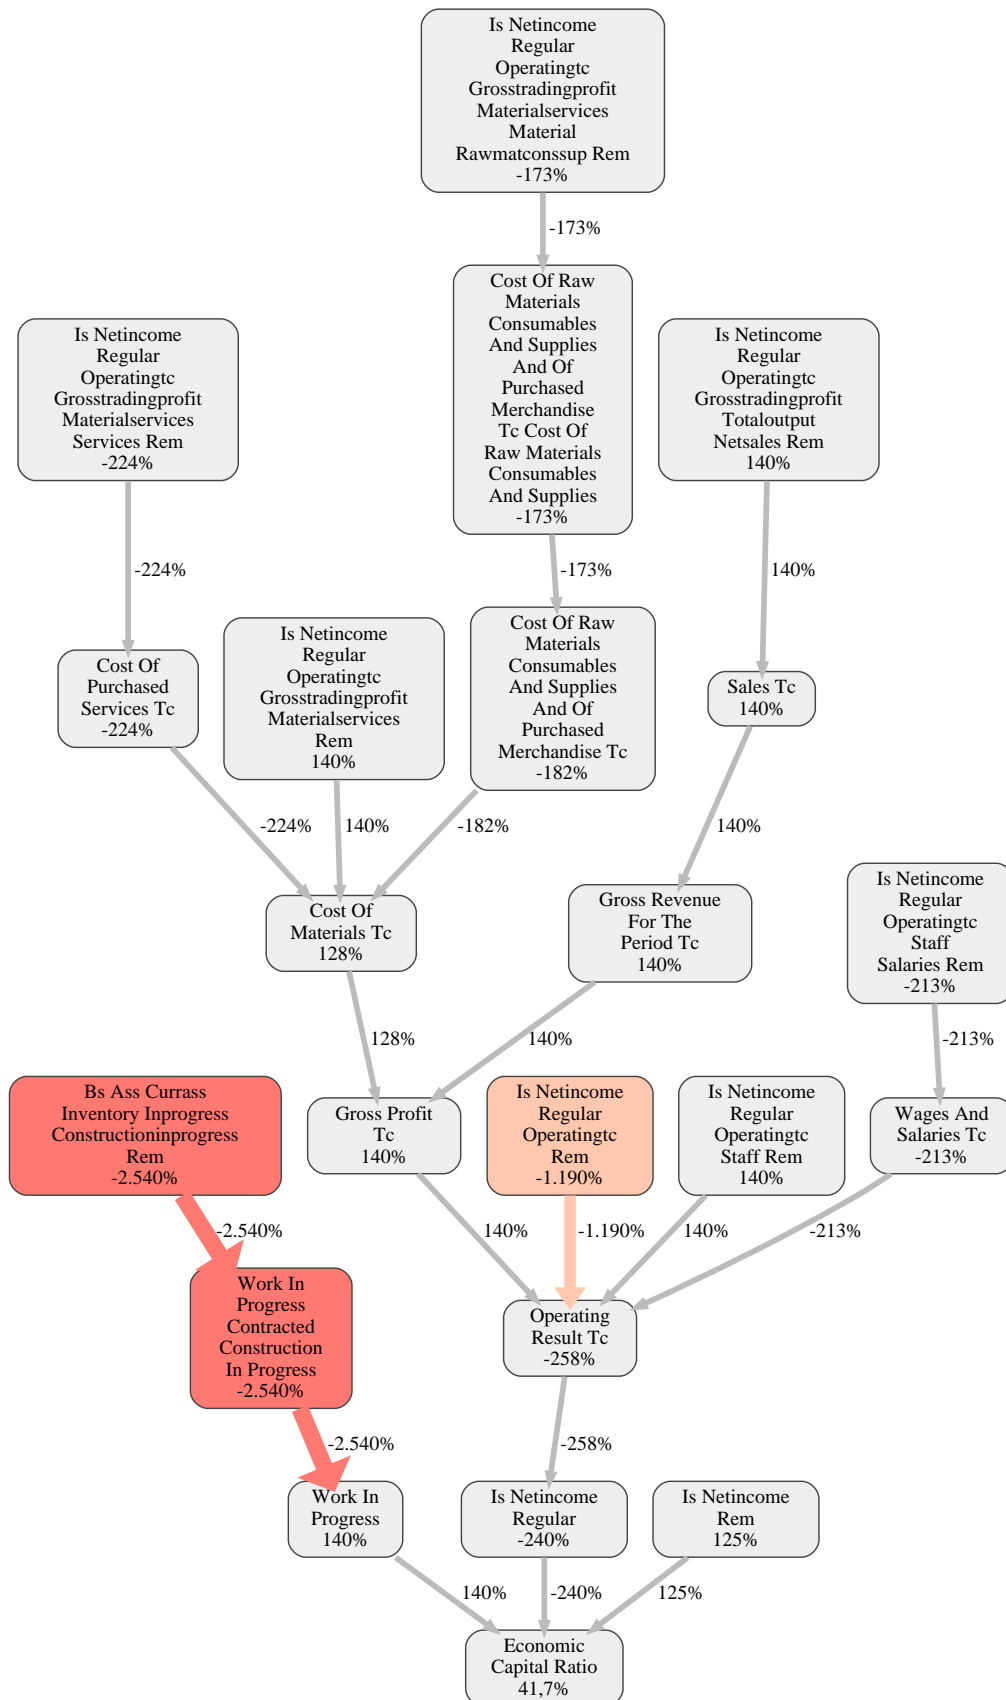 Is Netincome
Regular
Operatingtc
Grosstradingprofit
Materialservices
Material
Rawmatconssup Rem
-173%
-173%
Cost Of Raw
Materials
Consumables
And Supplies
And Of
Purchased
Merchandise
Tc Cost Of
Raw Materials
Consumables
And Supplies
-173%
Is Netincome
Regular
Operatingtc
Grosstradingprofit
Materialservices
Services Rem
-224%
Is Netincome
Regular
Operatingtc
Grosstradingprofit
Totaloutput
Netsales Rem
140%
-224%
-173%
140%
Cost Of
Purchased
Services Tc
-224%
Is Netincome
Regular
Operatingtc
Grosstradingprofit
Materialservices
Rem
140%
Cost Of Raw
Materials
Consumables
And Supplies
And Of
Purchased
Merchandise Tc
-182%
Sales Tc
140%
-224%
140%
-182%
140%
Cost Of
Materials Tc
128%
Gross Revenue
For The
Period Tc
140%
Is Netincome
Regular
Operatingtc
Staff
Salaries Rem
-213%
128%
140%
-213%
Bs Ass Currass
Inventory Inprogress
Constructioninprogress
Rem
-2.540%
Gross Profit
Tc
140%
Is Netincome
Regular
Operatingtc
Rem
-1.190%
Is Netincome
Regular
Operatingtc
Staff Rem
140%
Wages And
Salaries Tc
-213%
-2.540%
140%
-1.190%
140%
-213%
Work In
Progress
Contracted
Construction
In Progress
-2.540%
Operating
Result Tc
-258%
-2.540%
-258%
Work In
Progress
140%
Is Netincome
Regular
-240%
Is Netincome
Rem
125%
140%
-240%
125%
Economic
Capital Ratio
41,7%